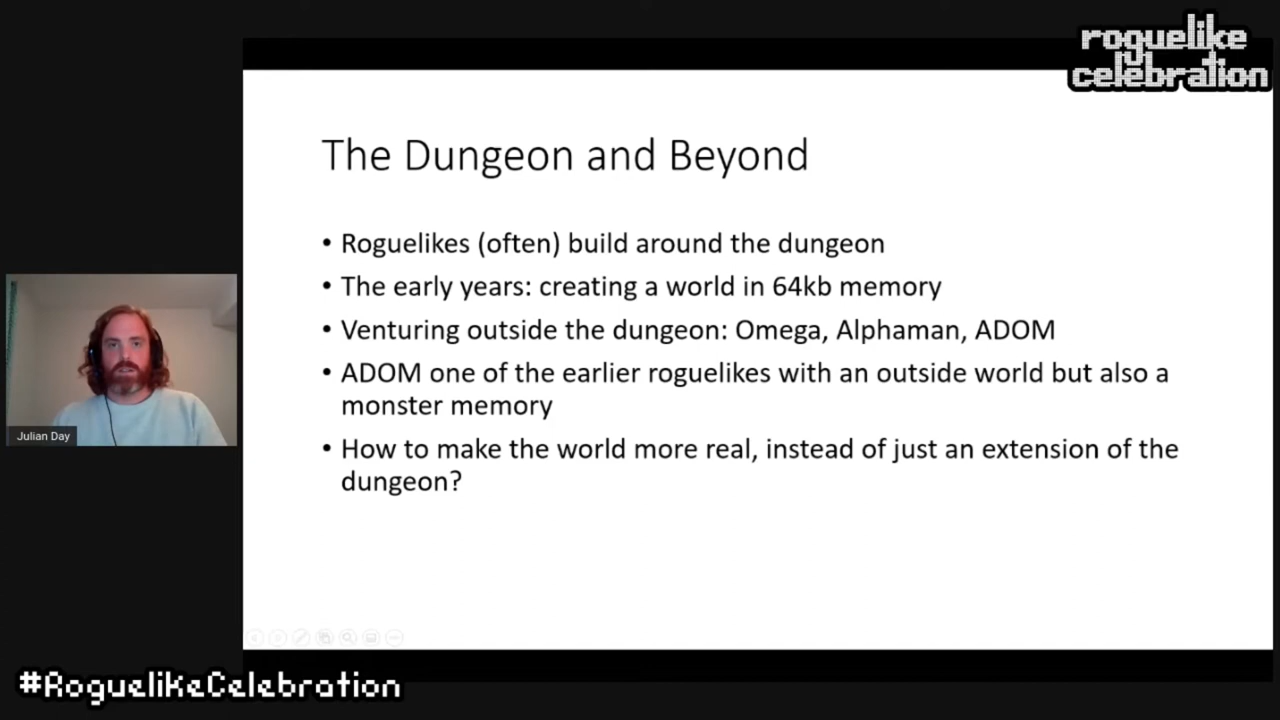 roguelike
celebration
The Dungeon and Beyond
• Roguelikes (often) build around the dungeon
• The early years: creating a world in 64kb memory
• Venturing outside the dungeon: Omega, Alphaman, ADOM
• ADOM one of the earlier roguelikes with an outside world but also a
monster memory
• How to make the world more real, instead of just an extension of the
dungeon?
Julian Day
#RoguelikeCelebration